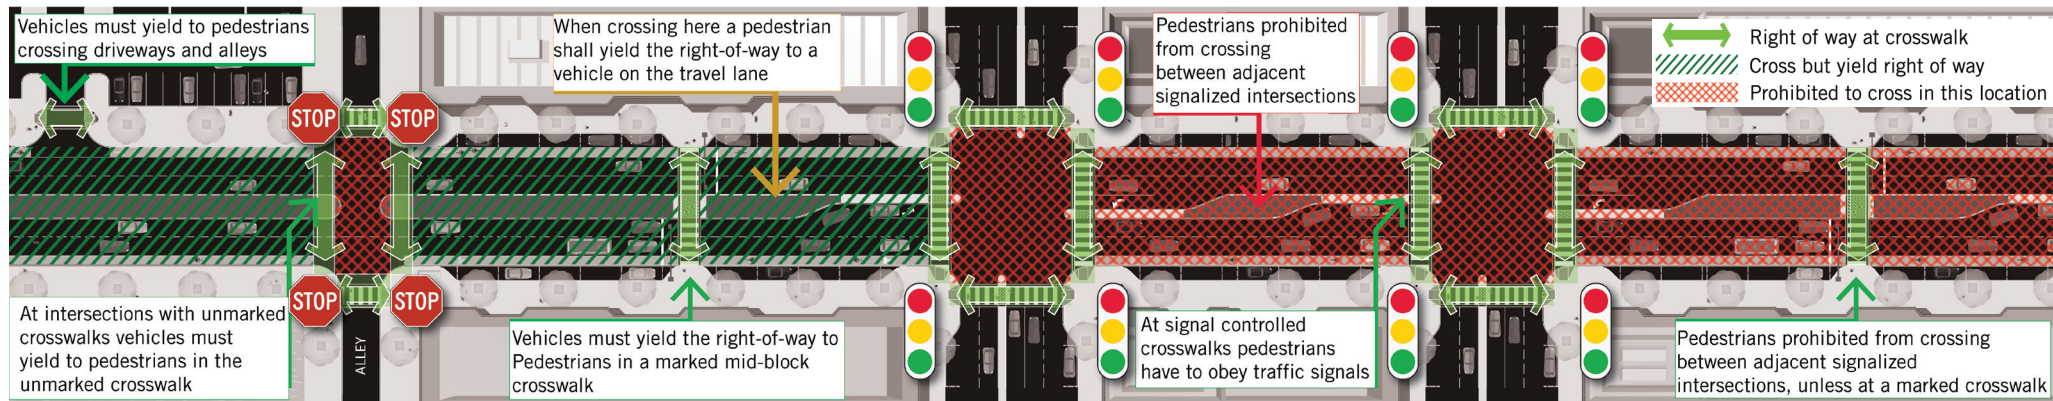 Vehicles must yield to pedestrians
crossing driveways and alleys
When crossing here a pedestrian
shall yield the right-of-way to a
vehicle on the travel lane
Pedestrians prohibited
from crossing
between adjacent
signalized intersections
Right of way at crosswalk
Cross but yield right of way
Prohibited to cross in this location
STOP
STOP
STOP
STOP
At intersections with unmarked
crosswalks vehicles must
yield to pedestrians in the
unmarked crosswalk
ALLEY
Vehicles must yield the right-of-way to
Pedestrians in a marked mid-block
crosswalk
At signal controlled
crosswalks pedestrians
have to obey traffic signals
Pedestrians prohibited from crossing
between adjacent signalized
intersections, unless at a marked crosswalk